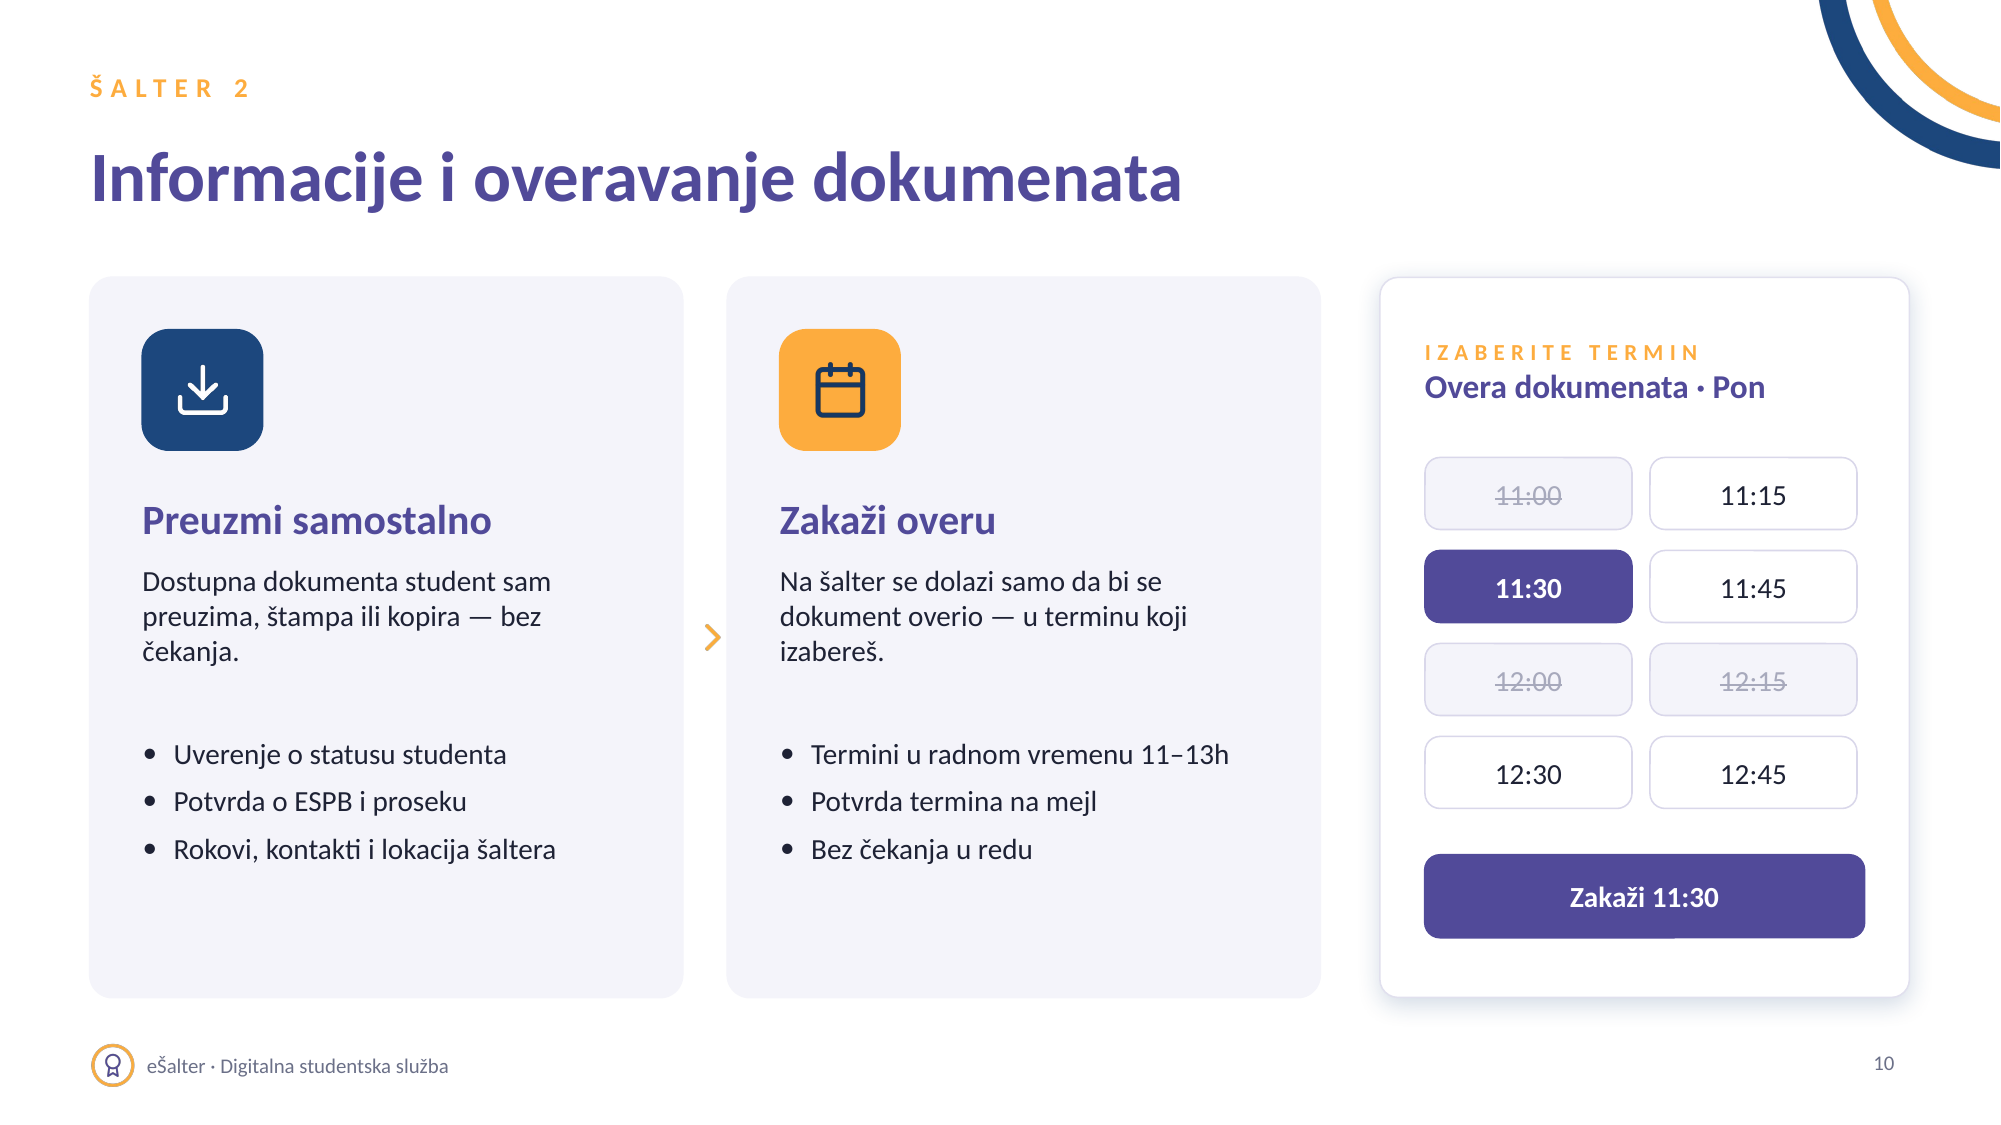 ŠALTER 2
Informacije i overavanje dokumenata
Preuzmi samostalno
Dostupna dokumenta student sam
preuzima, štampa ili kopira — bez
čekanja.
• Uverenje o statusu studenta
• Potvrda o ESPB i proseku
• Rokovi, kontakti i lokacija šaltera
Zakaži overu
Na šalter se dolazi samo da bi se
dokument overio — u terminu koji
izabereš.
• Termini u radnom vremenu 11–13h
• Potvrda termina na mejl
• Bez čekanja u redu
IZABERITE TERMIN
Overa dokumenata · Pon
11:00
11:15
11:30
11:45
12:00
12:15
12:30
12:45
Zakaži 11:30
eŠalter · Digitalna studentska služba
10